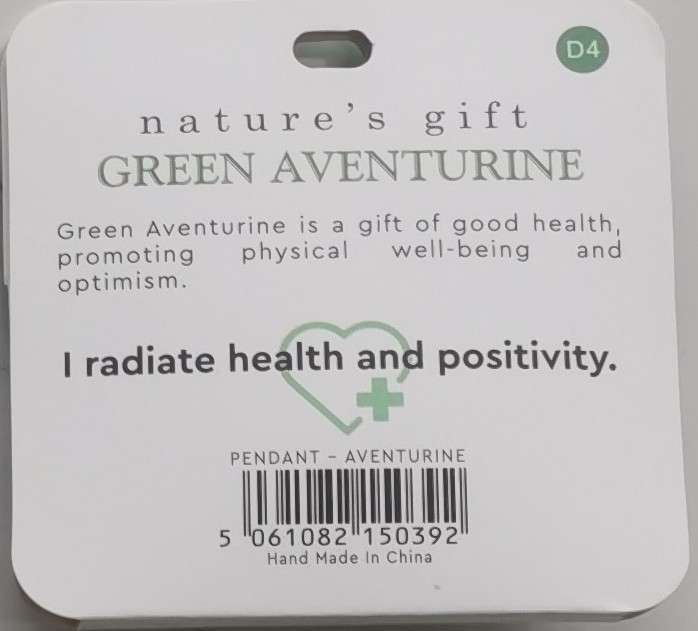 D4
nature's gift
GREEN AVENTURINE
Green Aventurine is a gift of good health,
promoting physical well-being and
optimism.
I radiate health and positivity.
PENDANT - AVENTURINE
5 061082 150392
Hand Made In China